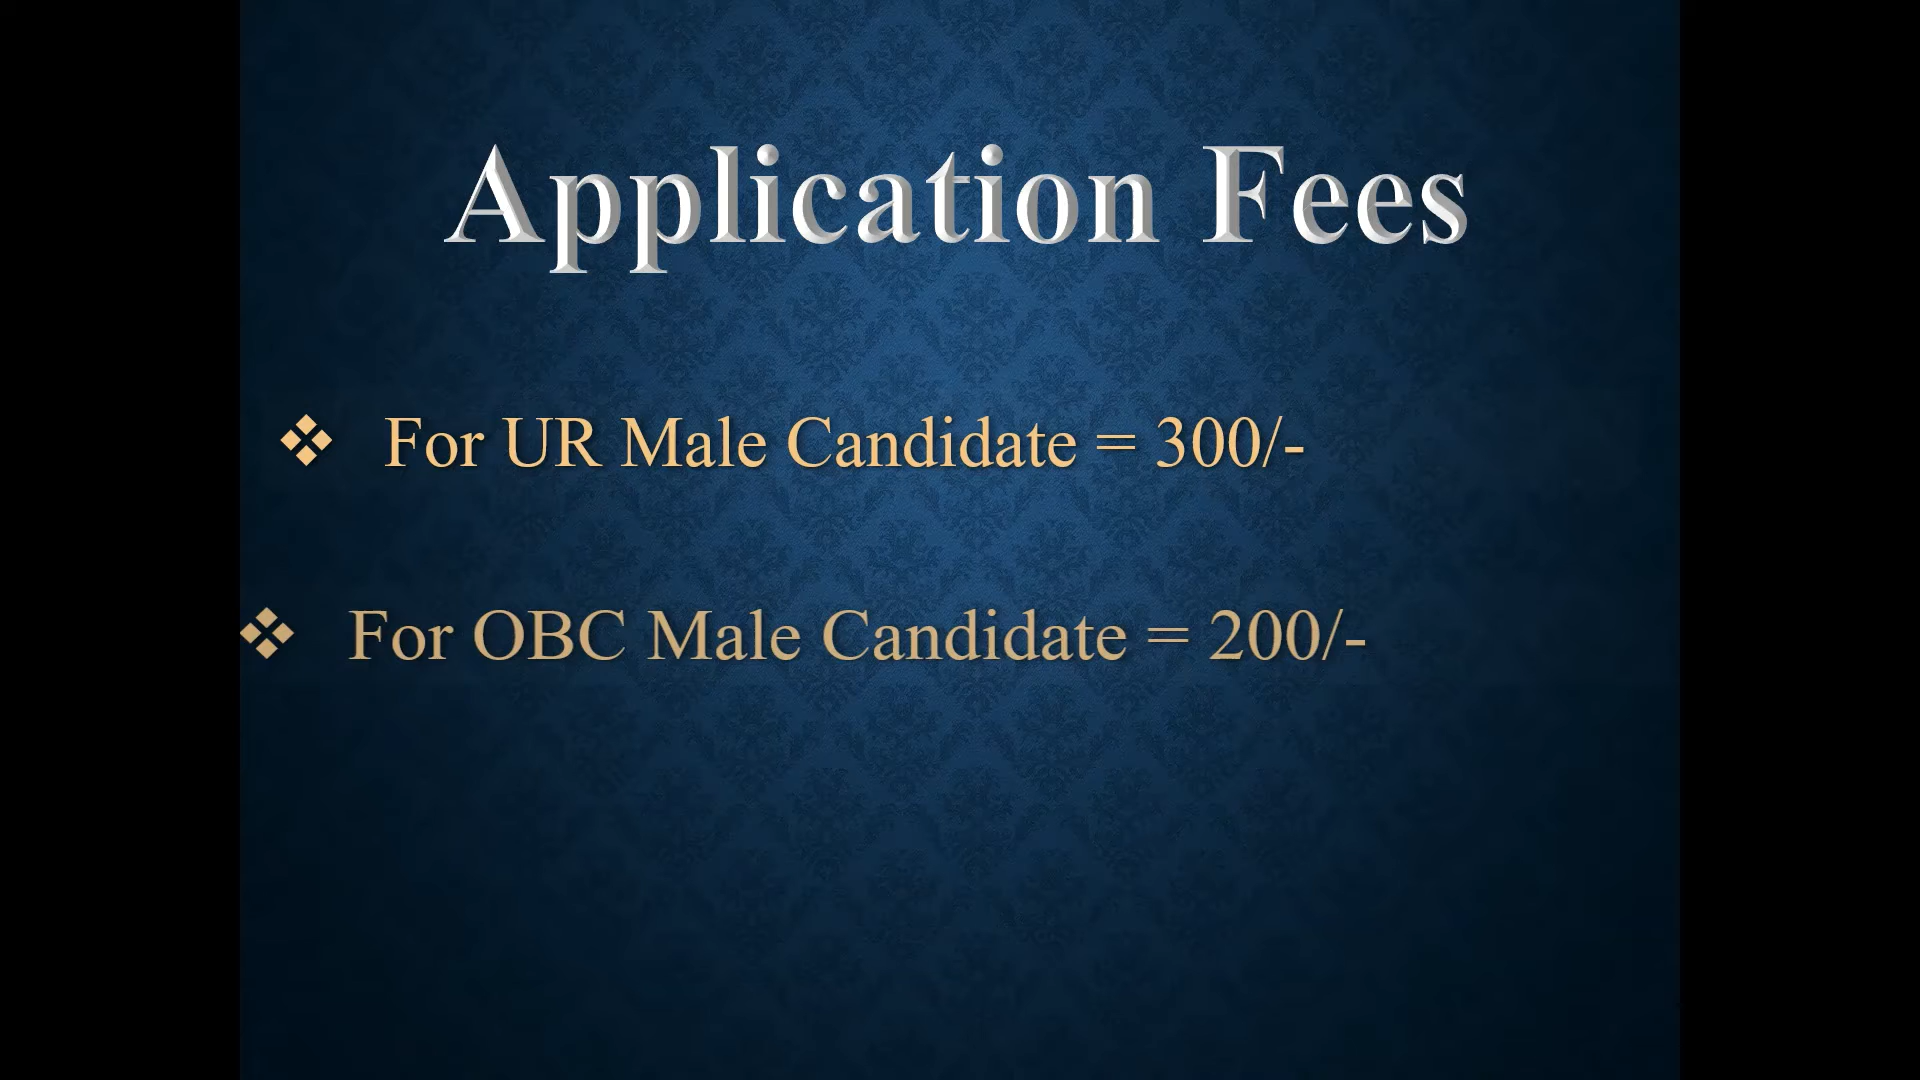 Application Fees
❖ For UR Male Candidate = 300/-
❖ For OBC Male Candidate = 200/-